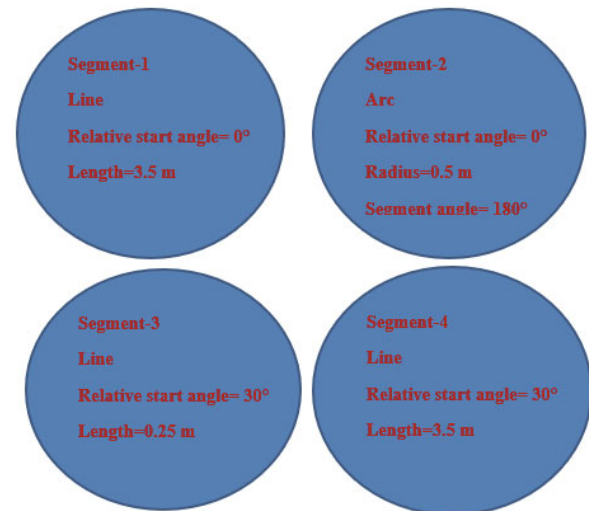 Segment-1
Line
Relative start angle= 0°
Length=3.5 m
Segment-2
Arc
Relative start angle= 0°
Radius=0.5 m
Segment angle= 180°
Segment-3
Line
Relative start angle= 30°
Length=0.25 m
Segment-4
Line
Relative start angle= 30°
Length=3.5 m